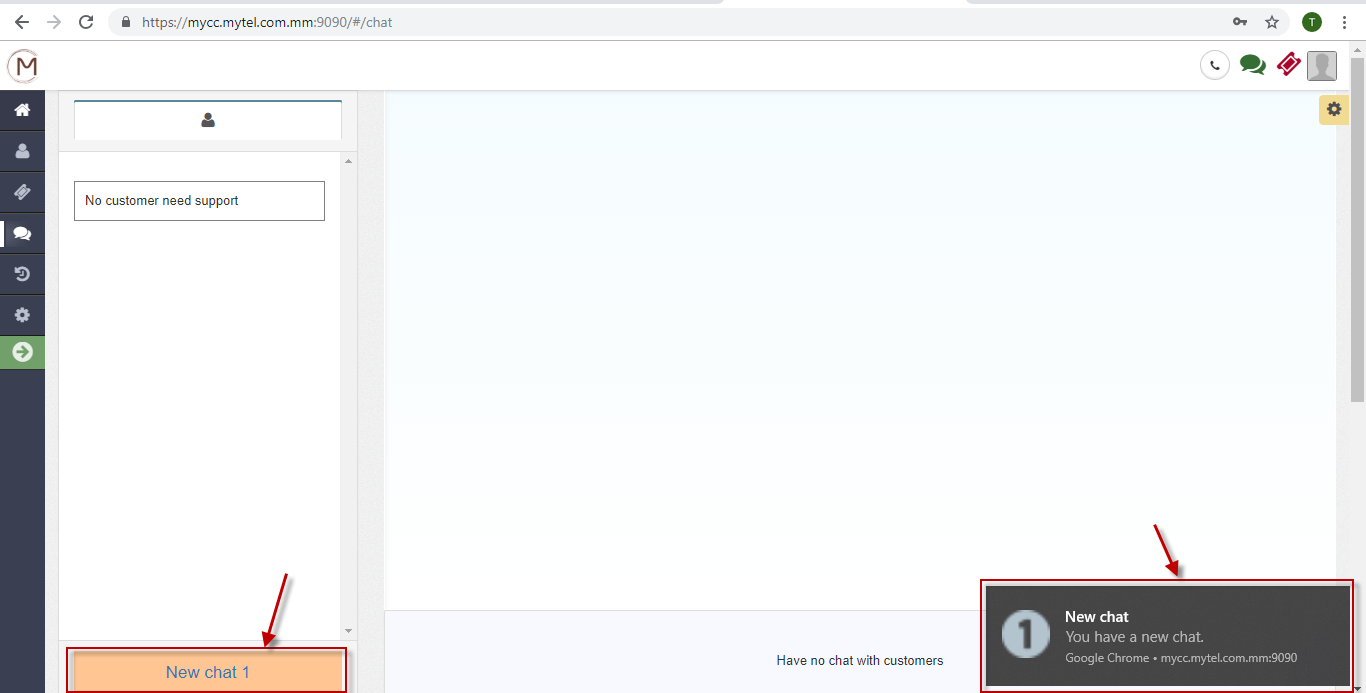 https://mycc.mytel.com.mm:9090/#/chat
T
M
No customer need support
New chat 1
Have no chat with customers
1
New chat
You have a new chat.
Google Chrome • mycc.mytel.com.mm:9090